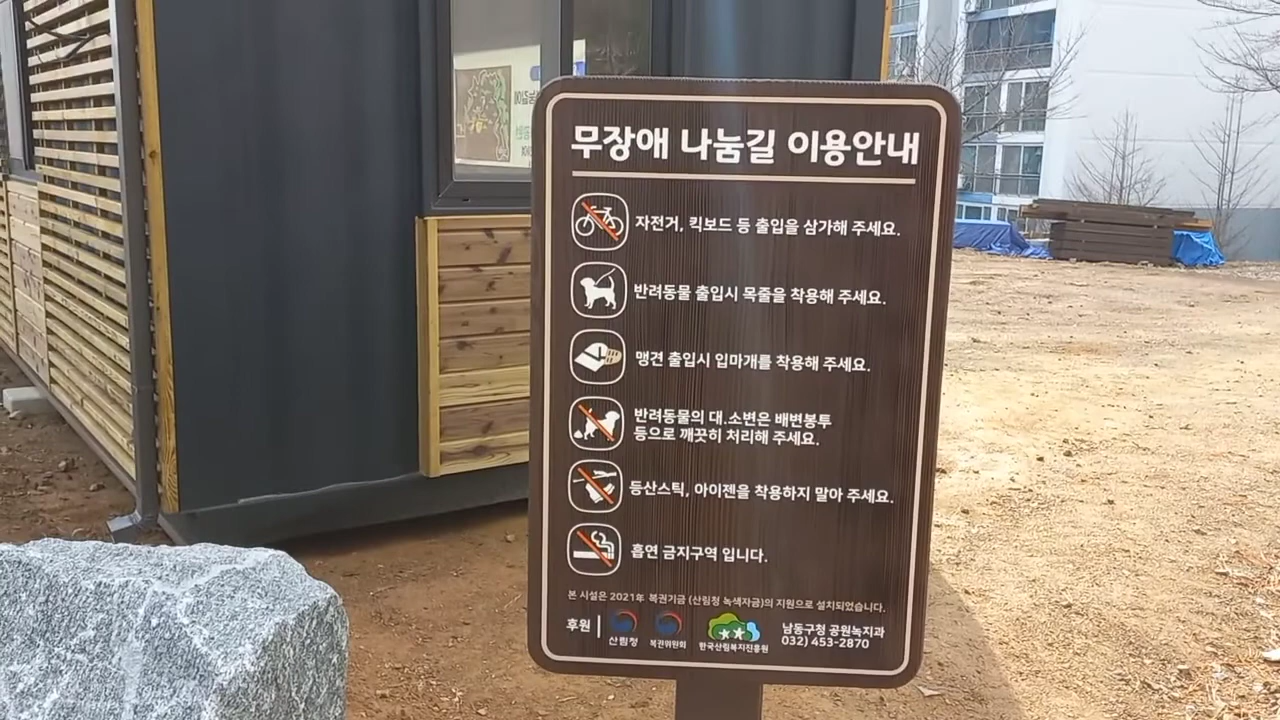 무장애 나눔길 이용안내
자전거, 킥보드 등 출입을 삼가해 주세요.
반려동물 출입시 목줄을 착용해 주세요.
맹견 출입시 입마개를 착용해 주세요.
반려동물의 대.소변은 배변봉투
등으로 깨끗히 처리해 주세요.
등산스틱, 아이젠을 착용하지 말아 주세요.
흡연 금지구역 입니다.
본 시설은 2021年 복권기금 (산림청 녹색자금)의 지원으로 설치되었습니다.
후원
산림청
복권위원회
한국산림복지진흥원
남동구청 공원녹지과
032) 453-2870